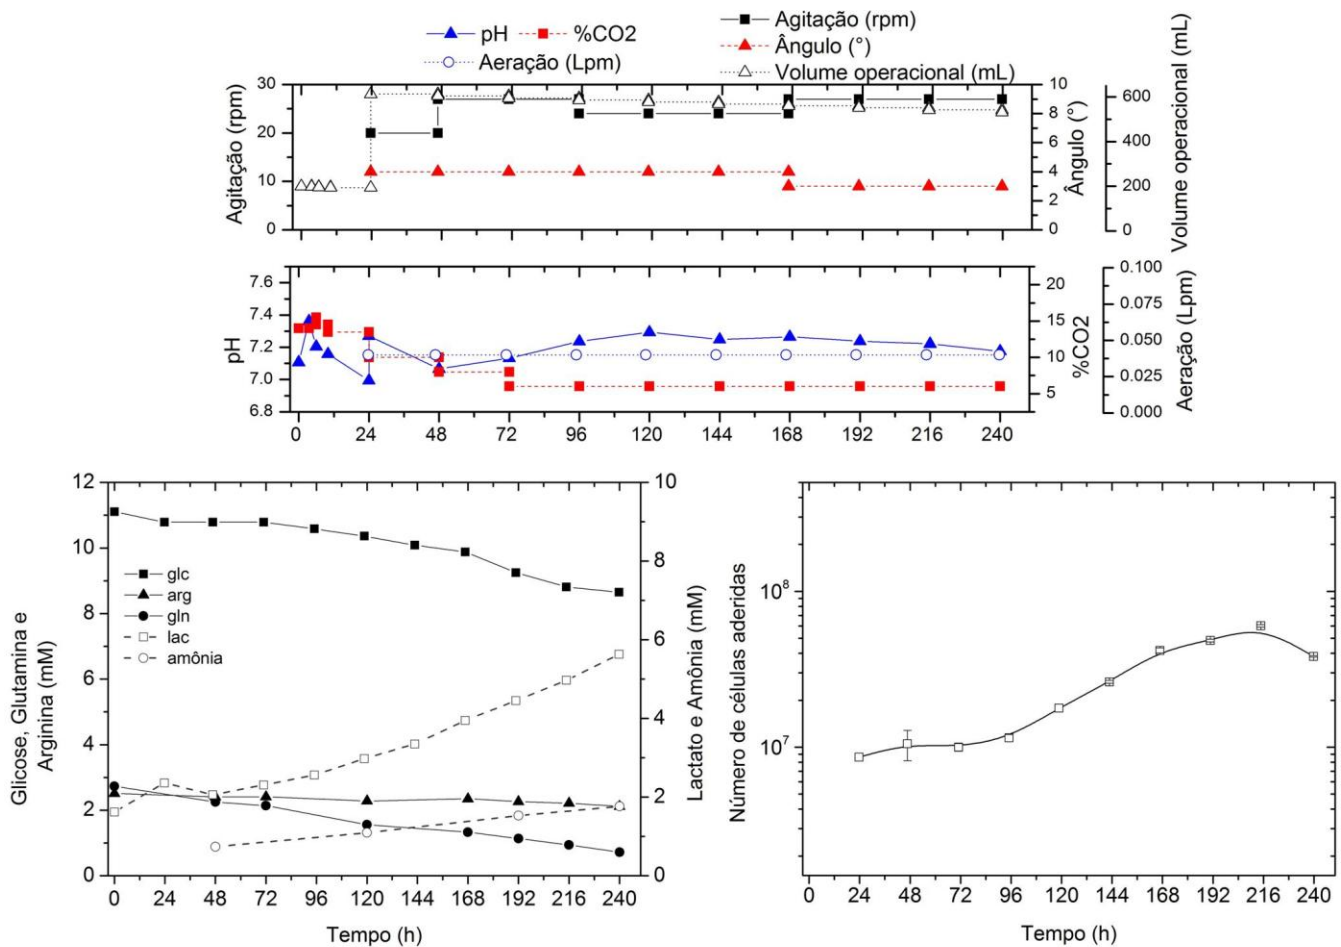 pH %CO2
Aeração (Lpm)
Agitação (rpm)
Ângulo (°)
Volume operacional (mL)
Agitação (rpm)
30
20
10
0
10
8
6
4
2
0
Ângulo (°)
600
400
200
0
Volume operacional (mL)
pH
7.6
7.4
7.2
7.0
6.8
20
15
10
5
%CO2
0.100
0.075
0.050
0.025
0.000
Aeração (Lpm)
0 24 48 72 96 120 144 168 192 216 240
Glicose, Glutamina e
Arginina (mM)
12
10
8
6
4
2
0
glc
arg
gln
lac
amônia
10
8
6
4
2
0
Lactato e Amônia (mM)
0 24 48 72 96 120 144 168 192 216 240
Tempo (h)
Número de células aderidas
10⁸
10⁷
0 24 48 72 96 120 144 168 192 216 240
Tempo (h)